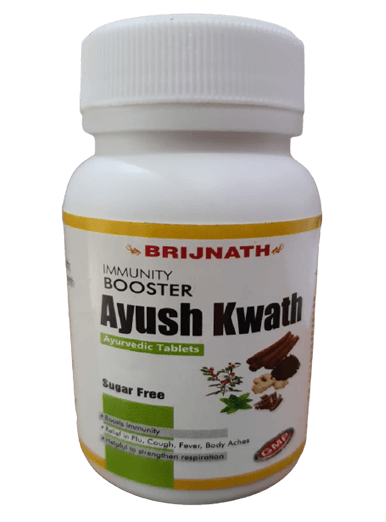 BRIJNATH
IMMUNITY
BOOSTER
Ayush Kwath
Ayurvedic Tablets
Sugar Free
Boosts immunity
Relief in Flu, Cough, Fever, Body Aches
Helpful to strengthen respiration
GMP